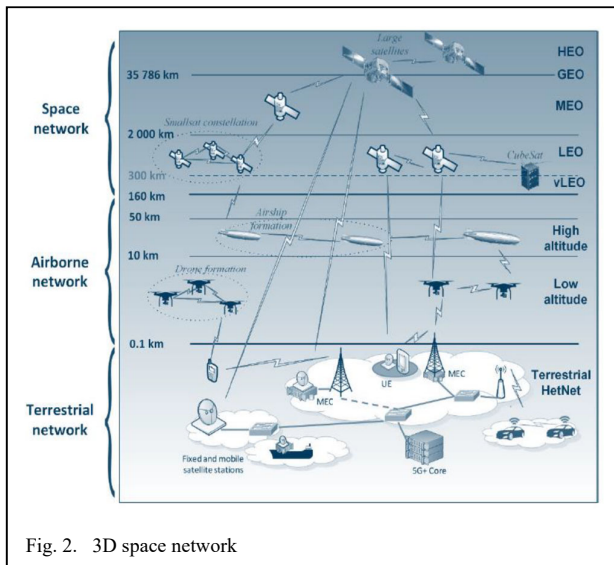 Large
satellites
HEO
35 786 km
GEO
MEO
Space
network
Smallsat constellation
2 000 km
LEO
CubeSat
300 km
vLEO
160 km
50 km
Airship
formation
High
altitude
10 km
Airborne
network
Drone formation
Low
altitude
0.1 km
MEC
UE
MEC
Terrestrial
HetNet
Terrestrial
network
Fixed and mobile
satellite stations
5G+ Core
Fig. 2. 3D space network